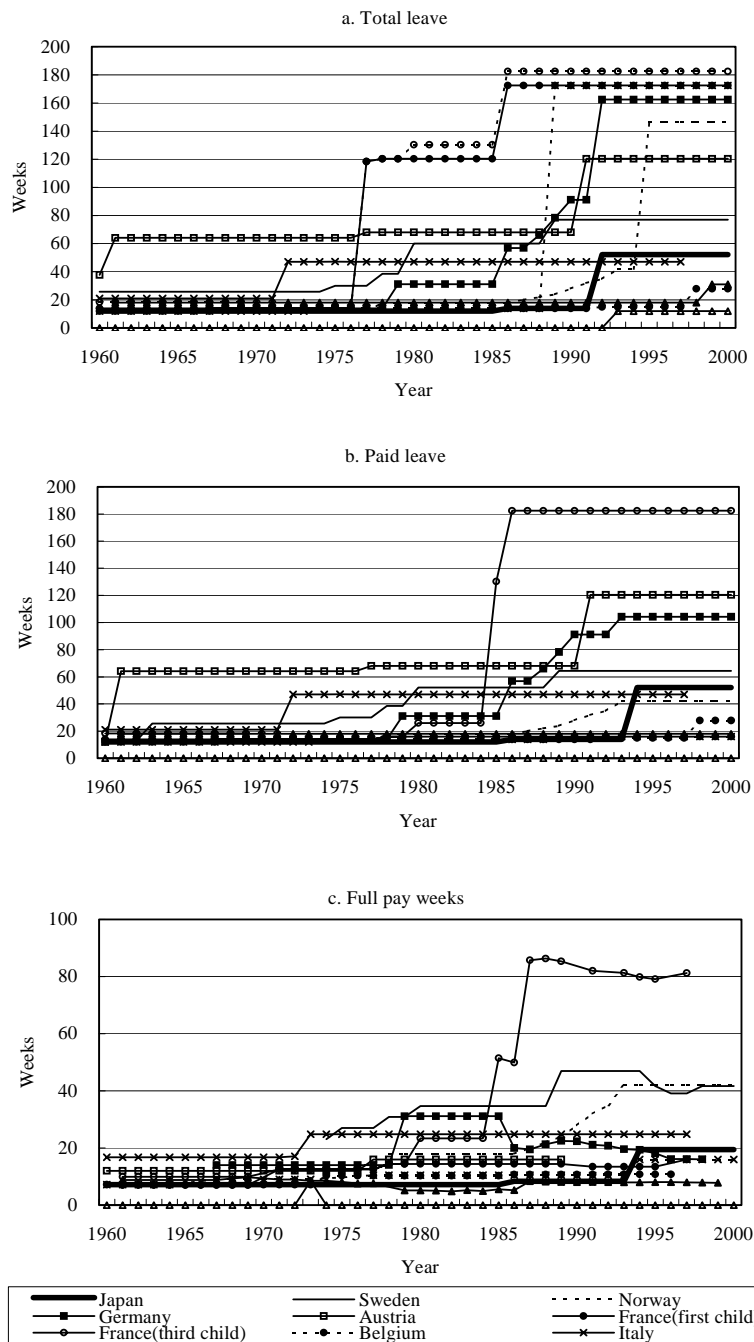 a. Total leave
200
180
160
140
120
100
80
60
40
20
0
Weeks
1960 1965 1970 1975 1980 1985 1990 1995 2000
Year
b. Paid leave
200
180
160
140
120
100
80
60
40
20
0
Weeks
1960 1965 1970 1975 1980 1985 1990 1995 2000
Year
c. Full pay weeks
100
80
60
40
20
0
Weeks
1960 1965 1970 1975 1980 1985 1990 1995 2000
Year
Japan Sweden Norway
Germany Austria France(first child
France(third child) Belgium Italy